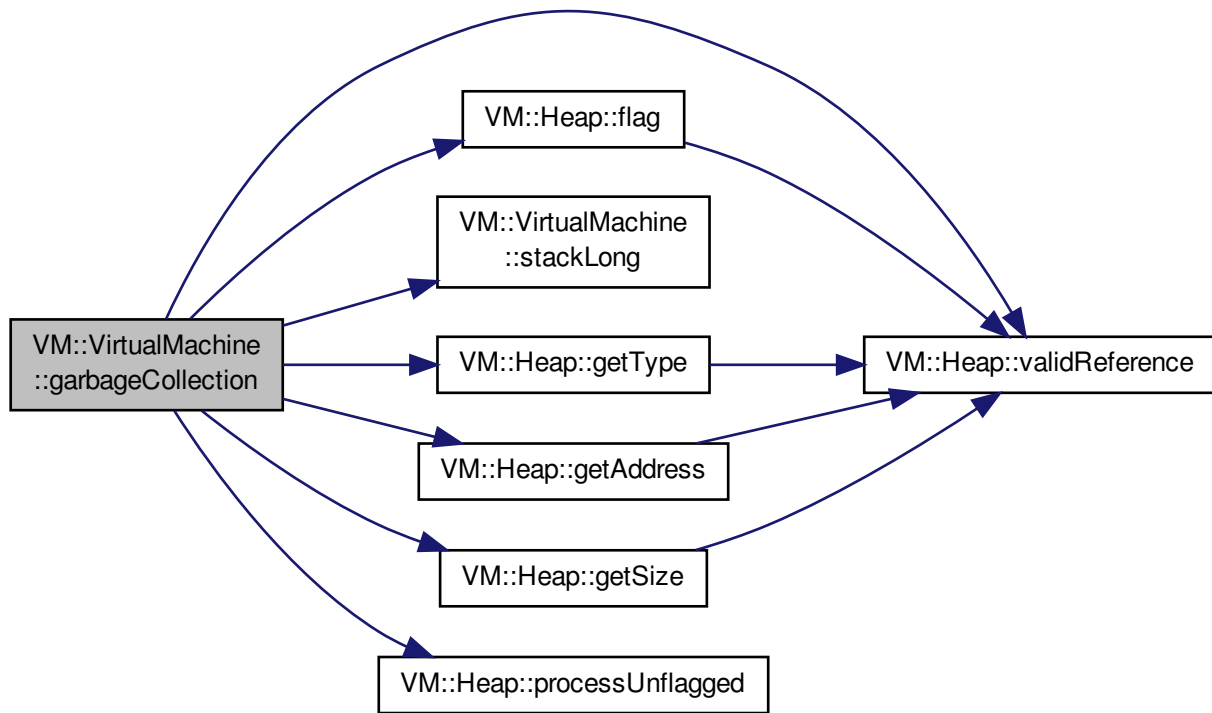 VM::Heap::flag
VM::VirtualMachine
::stackLong
VM::VirtualMachine
::garbageCollection
VM::Heap::getType
VM::Heap::validReference
VM::Heap::getAddress
VM::Heap::getSize
VM::Heap::processUnflagged